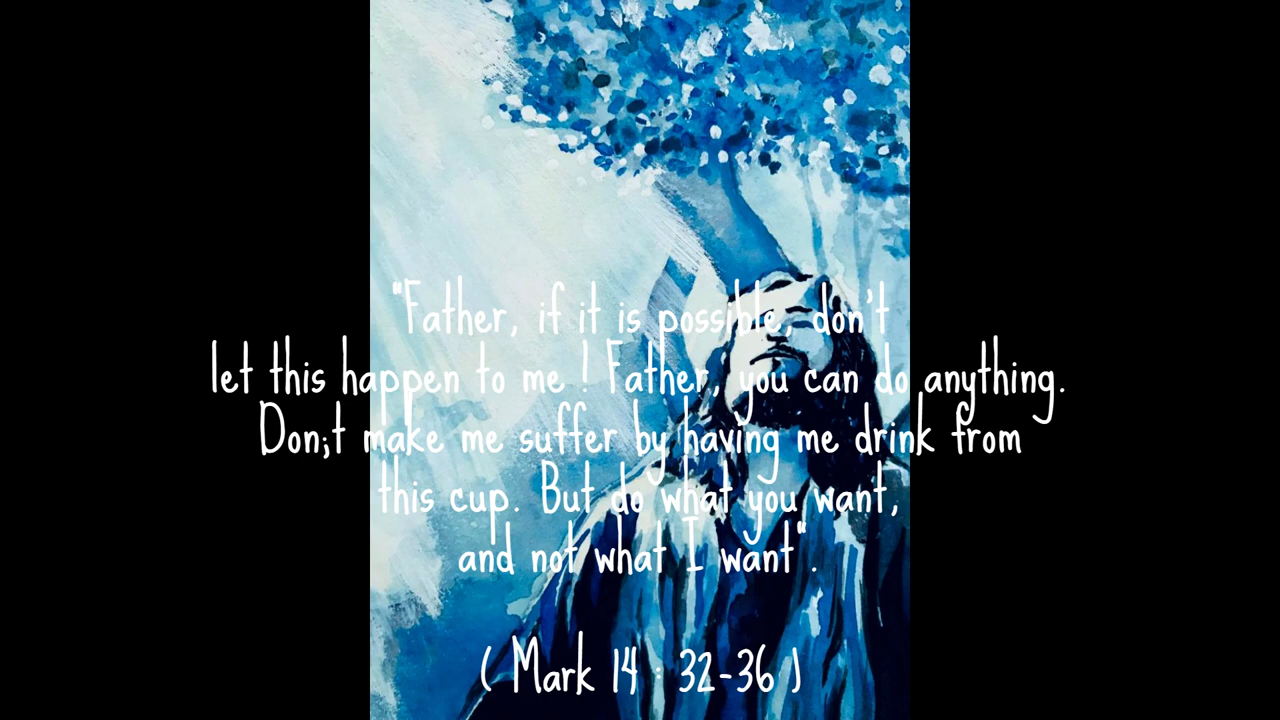 "Father, if it is possible, don't
let this happen to me ! Father, you can do anything.
Don;t make me suffer by having me drink from
this cup. But do what you want,
and not what I want".
( Mark 14 : 32-36 )